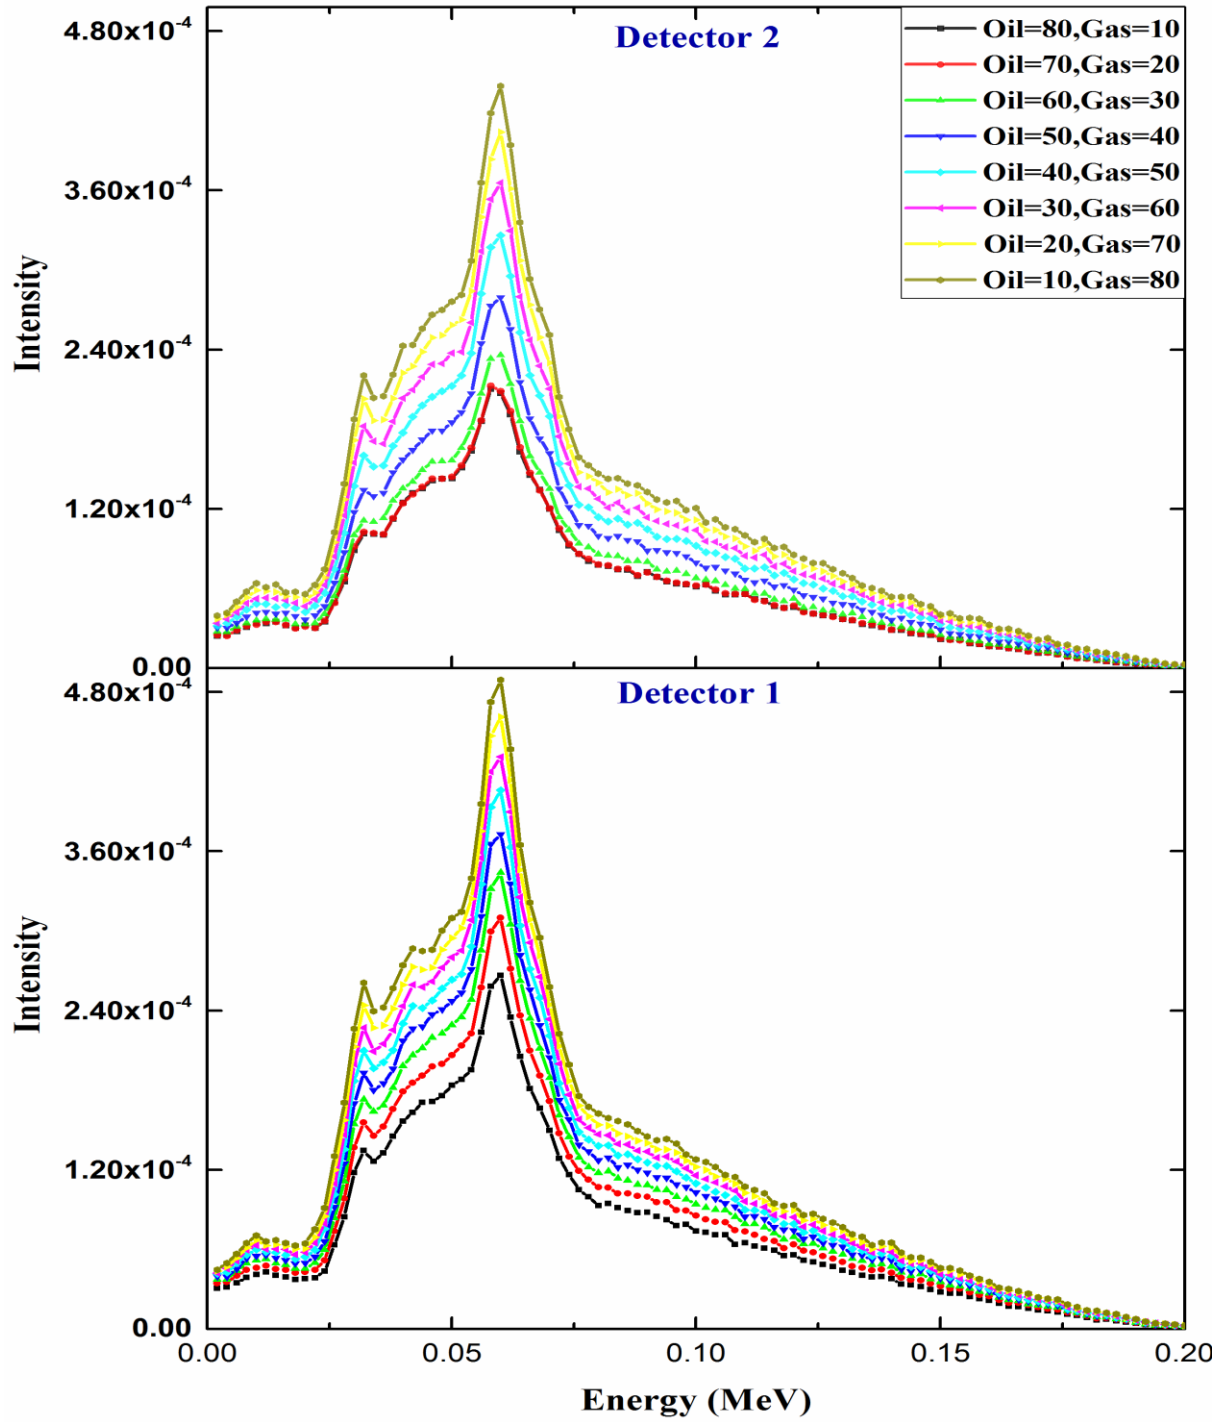 4.80x10⁻⁴
3.60x10⁻⁴
2.40x10⁻⁴
1.20x10⁻⁴
0.00
Intensity
Detector 2
Oil=80,Gas=10
Oil=70,Gas=20
Oil=60,Gas=30
Oil=50,Gas=40
Oil=40,Gas=50
Oil=30,Gas=60
Oil=20,Gas=70
Oil=10,Gas=80
4.80x10⁻⁴
3.60x10⁻⁴
2.40x10⁻⁴
1.20x10⁻⁴
0.00
Intensity
Detector 1
0.00 0.05 0.10 0.15 0.20
Energy (MeV)